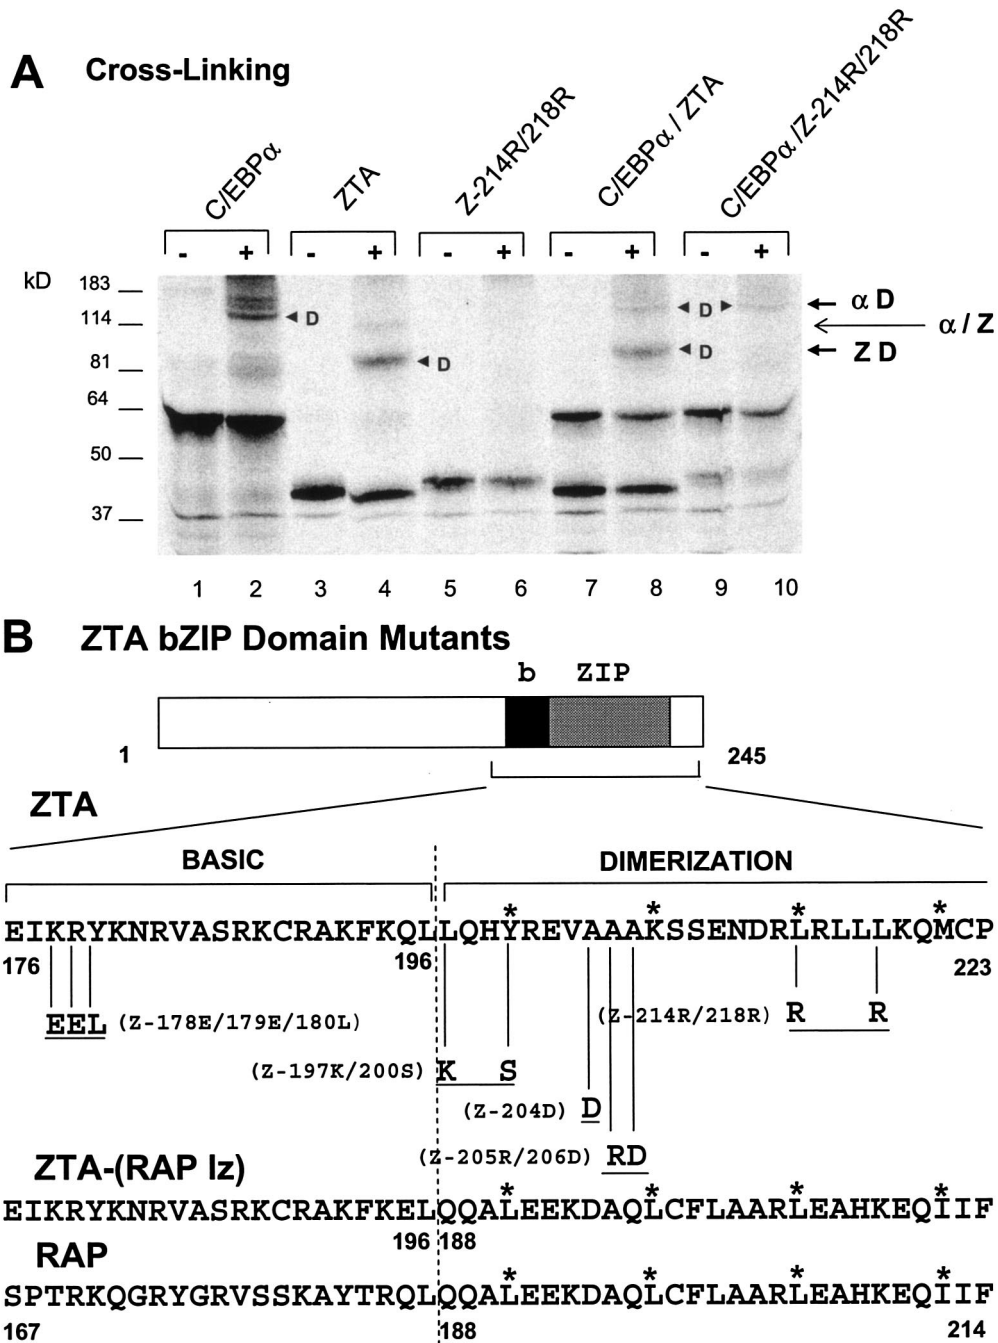 A Cross-Linking
C/EBPα ZTA Z-214R/218R C/EBPα / ZTA C/EBPα /Z-214R/218R
- + - + - + - + - +
kD
183
114
81
64
50
37
D D D D
α D
α / Z
Z D
1 2 3 4 5 6 7 8 9 10
B ZTA bZIP Domain Mutants
b ZIP
1 245
ZTA
BASIC DIMERIZATION
* * * *
EIKRYKNRVASRKCRAKFKQLLQHYREVAAAKSSENDRLRLLLKQMCP
176 196 223
EEL (Z-178E/179E/180L) (Z-214R/218R) R R
(Z-197K/200S) K S
(Z-204D) D
(Z-205R/206D) RD
ZTA-(RAP lz)
* * * *
EIKRYKNRVASRKCRAKFKELQQALEEKDAQLCFLAARLEAHKEQIIF
196 188
RAP
* * * *
SPTRKQGRYGRVSSKAYTRQLQQALEEKDAQLCFLAARLEAHKEQIIF
167 188 214